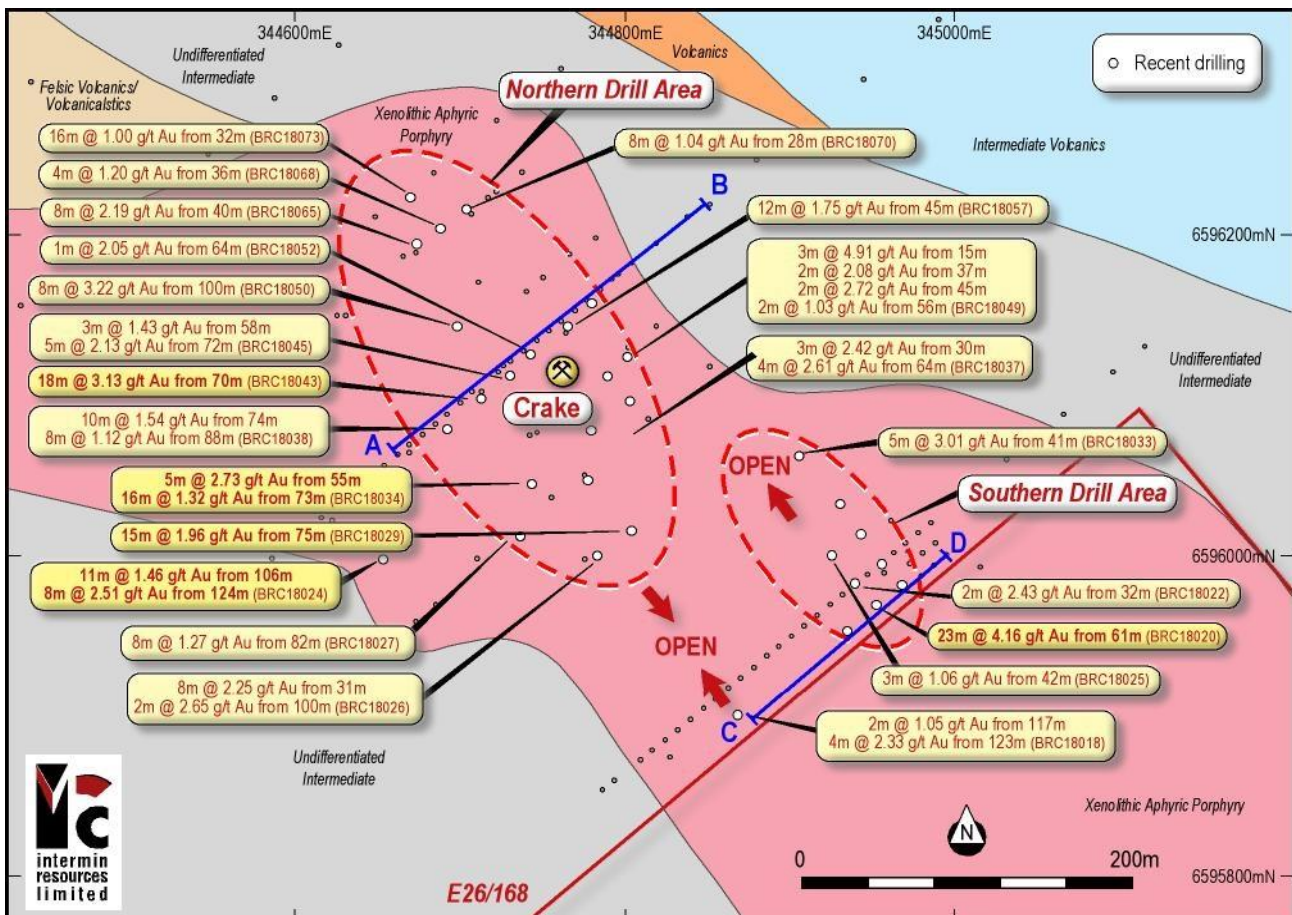 344600mE
344800mE
345000mE
Undifferentiated
Intermediate
Volcanics
Recent drilling
Felsic Volcanics/
Volcanicalstics
Northern Drill Area
Xenolithic Aphyric
Porphyry
Intermediate Volcanics
16m @ 1.00 g/t Au from 32m (BRC18073)
8m @ 1.04 g/t Au from 28m (BRC18070)
4m @ 1.20 g/t Au from 36m (BRC18068)
B
8m @ 2.19 g/t Au from 40m (BRC18065)
12m @ 1.75 g/t Au from 45m (BRC18057)
6596200mN
1m @ 2.05 g/t Au from 64m (BRC18052)
3m @ 4.91 g/t Au from 15m
2m @ 2.08 g/t Au from 37m
2m @ 2.72 g/t Au from 45m
2m @ 1.03 g/t Au from 56m (BRC18049)
8m @ 3.22 g/t Au from 100m (BRC18050)
3m @ 1.43 g/t Au from 58m
5m @ 2.13 g/t Au from 72m (BRC18045)
3m @ 2.42 g/t Au from 30m
4m @ 2.61 g/t Au from 64m (BRC18037)
Undifferentiated
Intermediate
18m @ 3.13 g/t Au from 70m (BRC18043)
Crake
10m @ 1.54 g/t Au from 74m
8m @ 1.12 g/t Au from 88m (BRC18038)
A
5m @ 3.01 g/t Au from 41m (BRC18033)
OPEN
5m @ 2.73 g/t Au from 55m
16m @ 1.32 g/t Au from 73m (BRC18034)
Southern Drill Area
15m @ 1.96 g/t Au from 75m (BRC18029)
D
6596000mN
11m @ 1.46 g/t Au from 106m
8m @ 2.51 g/t Au from 124m (BRC18024)
2m @ 2.43 g/t Au from 32m (BRC18022)
23m @ 4.16 g/t Au from 61m (BRC18020)
8m @ 1.27 g/t Au from 82m (BRC18027)
OPEN
3m @ 1.06 g/t Au from 42m (BRC18025)
8m @ 2.25 g/t Au from 31m
2m @ 2.65 g/t Au from 100m (BRC18026)
C
2m @ 1.05 g/t Au from 117m
4m @ 2.33 g/t Au from 123m (BRC18018)
Undifferentiated
Intermediate
Xenolithic Aphyric Porphyry
N
intermin
resources
limited
0
200m
E26/168
6595800mN